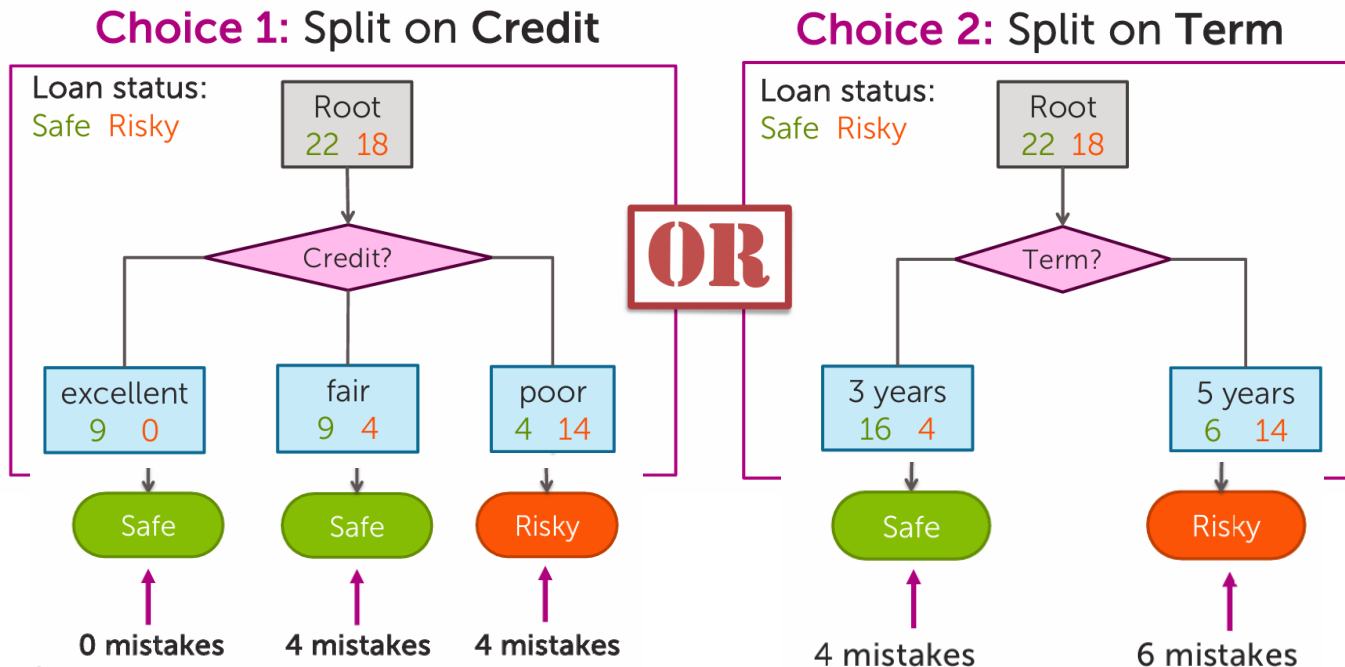 Choice 1: Split on Credit
Loan status:
Safe Risky
Root
22 18
Credit?
excellent
9 0
fair
9 4
poor
4 14
Safe
Safe
Risky
0 mistakes
4 mistakes
4 mistakes
OR
Choice 2: Split on Term
Loan status:
Safe Risky
Root
22 18
Term?
3 years
16 4
5 years
6 14
Safe
Risky
4 mistakes
6 mistakes